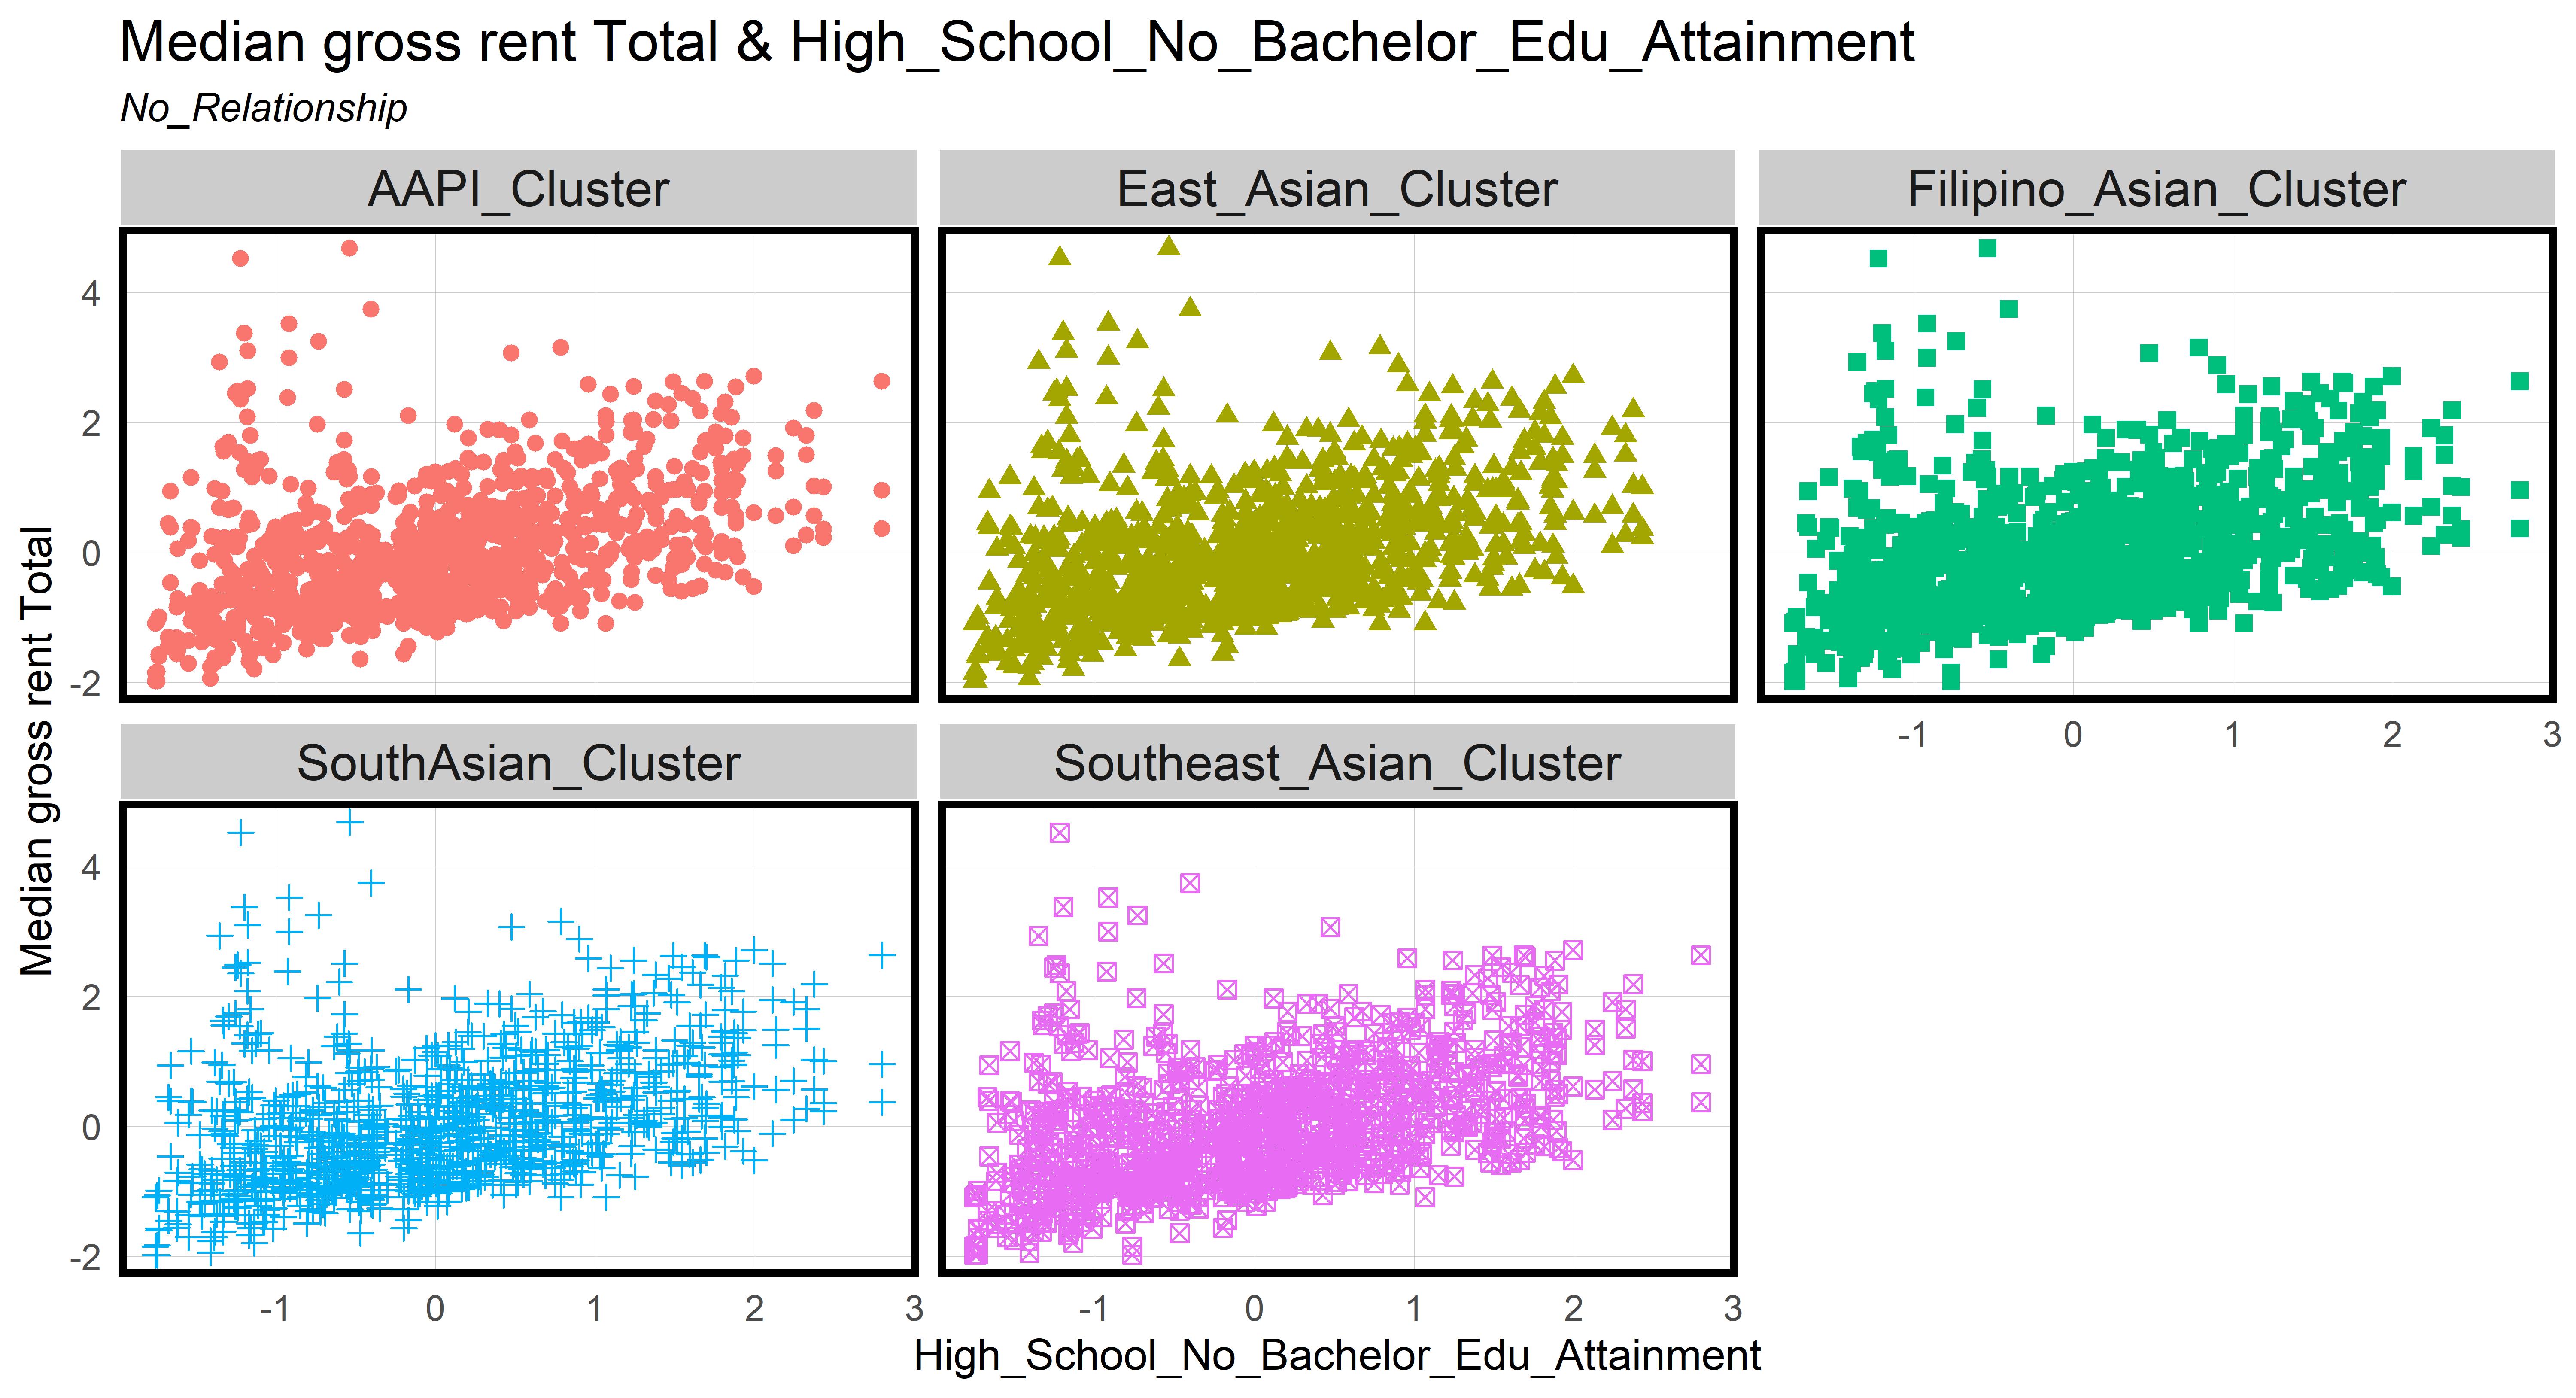 Median gross rent Total & High_School_No_Bachelor_Edu_Attainment
No_Relationship
AAPI_Cluster
East_Asian_Cluster
Filipino_Asian_Cluster
4
2
0
-2
-1
0
1
2
3
SouthAsian_Cluster
Southeast_Asian_Cluster
4
2
0
-2
-1
0
1
2
3
-1
0
1
2
3
Median gross rent Total
High_School_No_Bachelor_Edu_Attainment